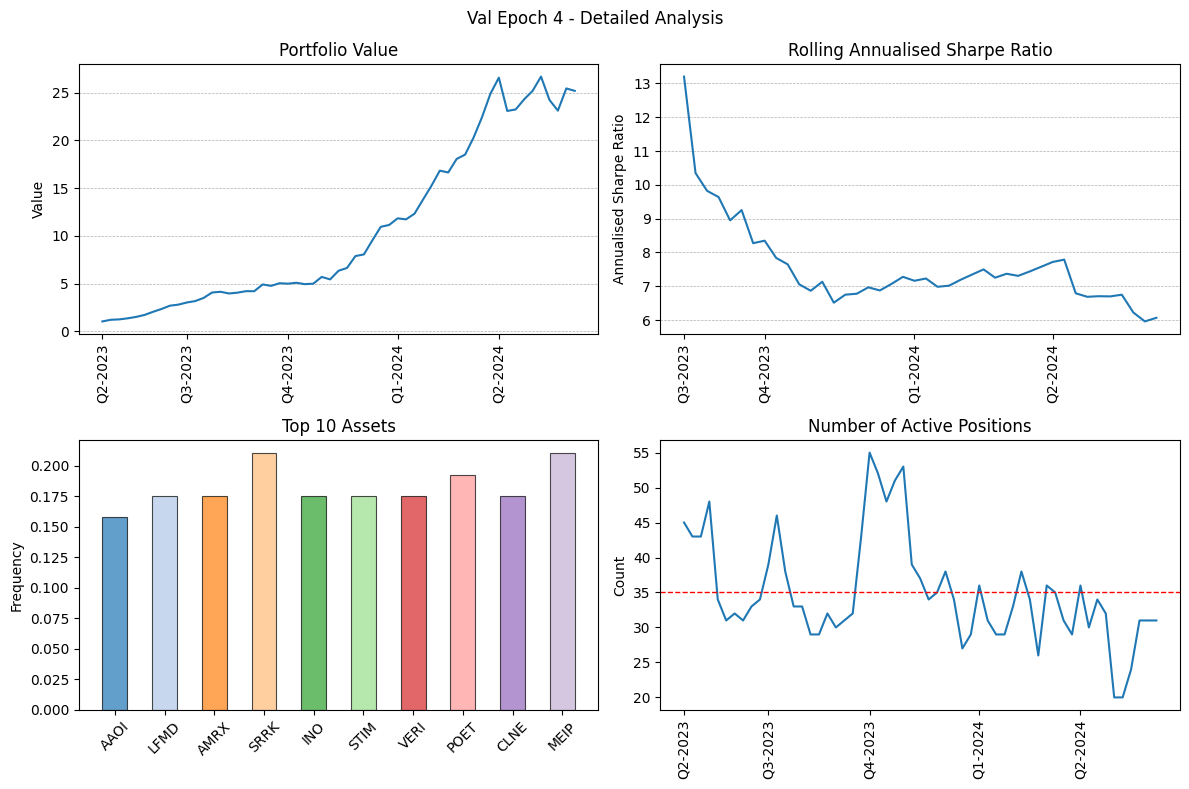 Val Epoch 4 - Detailed Analysis
Portfolio Value
Value
25
20
15
10
5
0
Q2-2023
Q3-2023
Q4-2023
Q1-2024
Q2-2024
Rolling Annualised Sharpe Ratio
Annualised Sharpe Ratio
13
12
11
10
9
8
7
6
Q3-2023
Q4-2023
Q1-2024
Q2-2024
Top 10 Assets
Frequency
0.200
0.175
0.150
0.125
0.100
0.075
0.050
0.025
0.000
AAOI
LFMD
AMRX
SRRK
INO
STIM
VERI
POET
CLNE
MEIP
Number of Active Positions
Count
55
50
45
40
35
30
25
20
Q2-2023
Q3-2023
Q4-2023
Q1-2024
Q2-2024